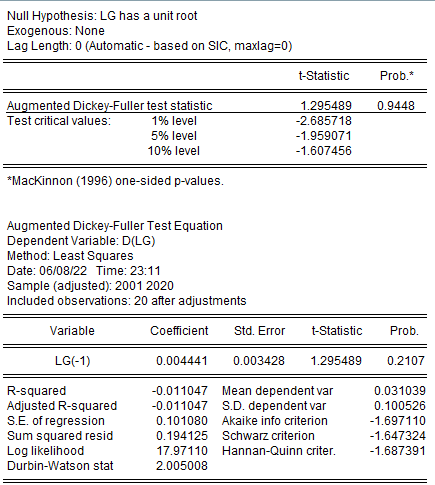 Null Hypothesis: LG has a unit root
Exogenous: None
Lag Length: 0 (Automatic - based on SIC, maxlag=0)
t-Statistic Prob.*
Augmented Dickey-Fuller test statistic 1.295489 0.9448
Test critical values: 1% level -2.685718
5% level -1.959071
10% level -1.607456
*MacKinnon (1996) one-sided p-values.
Augmented Dickey-Fuller Test Equation
Dependent Variable: D(LG)
Method: Least Squares
Date: 06/08/22 Time: 23:11
Sample (adjusted): 2001 2020
Included observations: 20 after adjustments
Variable Coefficient Std. Error t-Statistic Prob.
LG(-1) 0.004441 0.003428 1.295489 0.2107
R-squared -0.011047 Mean dependent var 0.031039
Adjusted R-squared -0.011047 S.D. dependent var 0.100526
S.E. of regression 0.101080 Akaike info criterion -1.697110
Sum squared resid 0.194125 Schwarz criterion -1.647324
Log likelihood 17.97110 Hannan-Quinn criter. -1.687391
Durbin-Watson stat 2.005008